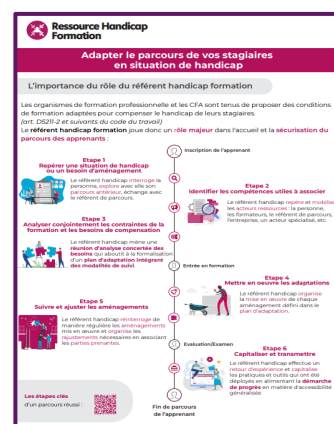 Ressource Handicap
Formation
Adapter le parcours de vos stagiaires
en situation de handicap
L'importance du rôle du référent handicap formation
Les organismes de formation professionnelle et les CFA sont tenus de proposer des conditions
de formation adaptées pour compenser le handicap de leurs stagiaires.
(art. D5211-2 et suivants du code du travail)
Le référent handicap formation joue donc un rôle majeur dans l'accueil et la sécurisation du
parcours des apprenants :
Inscription de l'apprenant
Etape 1
Repérer une situation de handicap
ou un besoin d'aménagement
Le référent handicap interroge la
personne, explore avec elle son
parcours antérieur, échange avec
le référent de parcours.
Etape 2
Identifier les compétences utiles à associer
Le référent handicap repère et mobilise
les acteurs ressources : la personne,
les formateurs, le référent de parcours,
l'entreprise, un acteur spécialisé, etc.
Etape 3
Analyser conjointement les containtes de la
formation et les besoins de compensation
Le référent handicap mène une
réunion d'analyse concertée des
besoins qui about à la formalisation
d'un plan d'adaptation intégrant
des modalités de suivi.
Entrée en formation
Etape 4
Mettre en oeuvre les adaptations
Le référent handicap organise
la mise en œuvre de chaque
aménagement défini dans le
plan d'adaptation.
Etape 5
Suivre et ajuster les aménagements
Le référent handicap réinterroge de
manière régulière les aménagements
mis en œuvre et organise les
rajustements nécessaires en associant
les parties prenantes.
Evaluation/Examen
Etape 6
Capitaliser et transmettre
Le référent handicap effectue un
retour d'expérience et capitalise
les pratiques et outils qui ont été
déployés en alimentant la démarche
de progrès en matière d'accessibilité
généralisée
Les étapes clés
d'un parcours réussi :
Fin de parcours
de l'apprenant